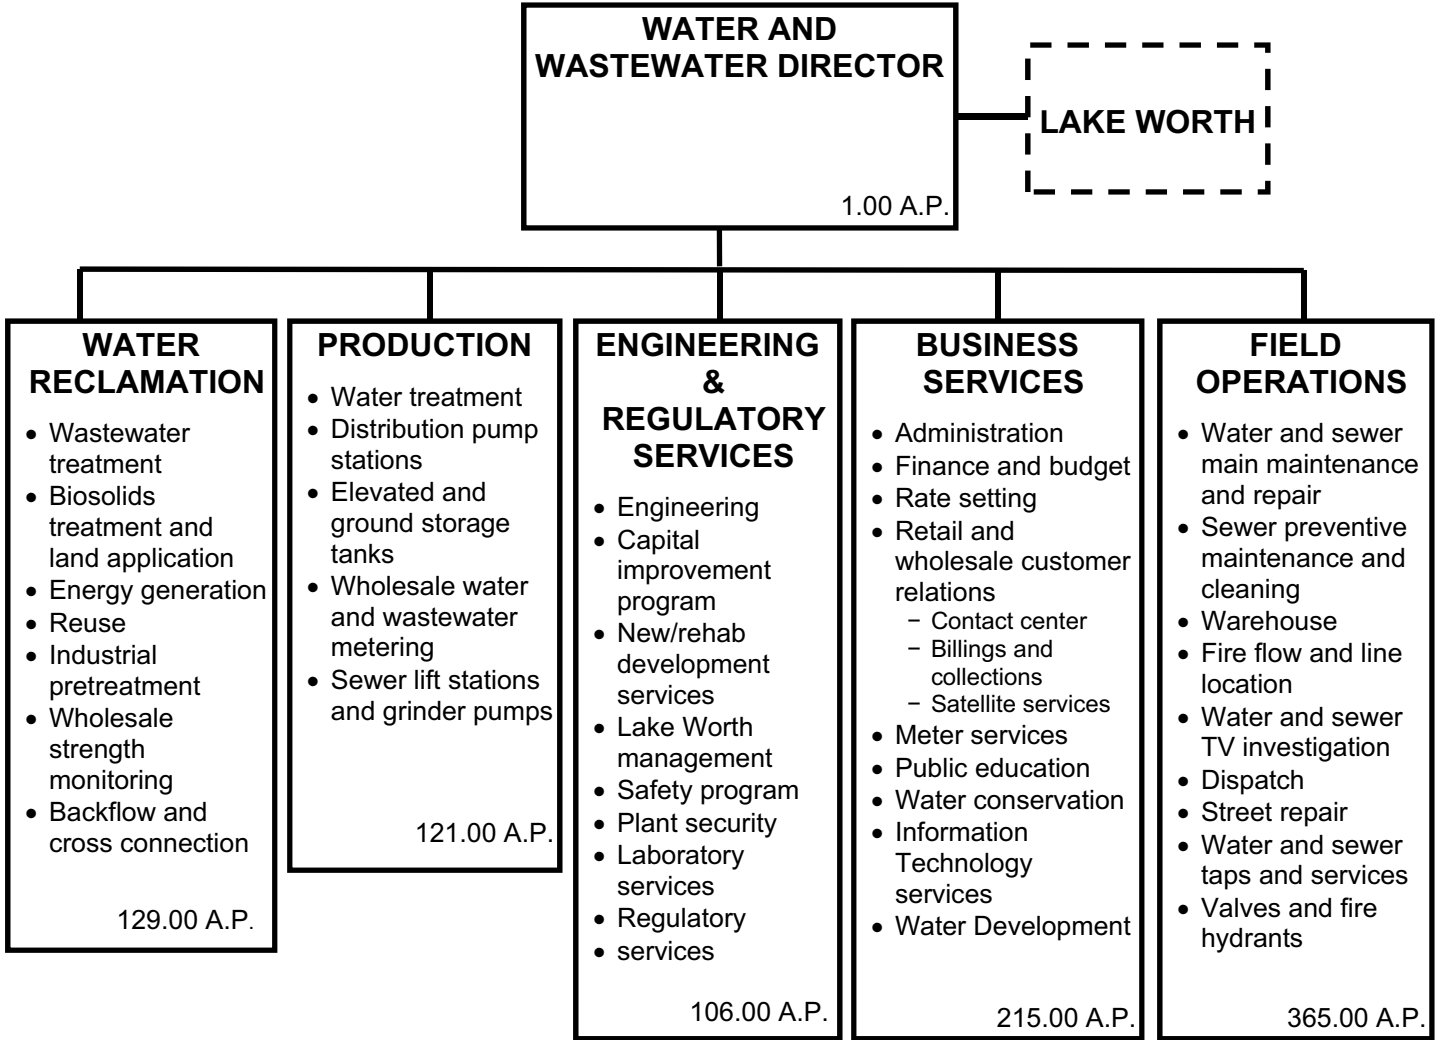 WATER AND
WASTEWATER DIRECTOR
1.00 A.P.
LAKE WORTH
WATER
RECLAMATION
• Wastewater
treatment
• Biosolids
treatment and
land application
• Energy generation
• Reuse
• Industrial
pretreatment
• Wholesale
strength
monitoring
• Backflow and
cross connection
129.00 A.P.
PRODUCTION
• Water treatment
• Distribution pump
stations
• Elevated and
ground storage
tanks
• Wholesale water
and wastewater
metering
• Sewer lift stations
and grinder pumps
121.00 A.P.
ENGINEERING
&
REGULATORY
SERVICES
• Engineering
• Capital
improvement
program
• New/rehab
development
services
• Lake Worth
management
• Safety program
• Plant security
• Laboratory
services
• Regulatory
• services
106.00 A.P.
BUSINESS
SERVICES
• Administration
• Finance and budget
• Rate setting
• Retail and
wholesale customer
relations
− Contact center
− Billings and
collections
− Satellite services
• Meter services
• Public education
• Water conservation
• Information
Technology
services
• Water Development
215.00 A.P.
FIELD
OPERATIONS
• Water and sewer
main maintenance
and repair
• Sewer preventive
maintenance and
cleaning
• Warehouse
• Fire flow and line
location
• Water and sewer
TV investigation
• Dispatch
• Street repair
• Water and sewer
taps and services
• Valves and fire
hydrants
365.00 A.P.